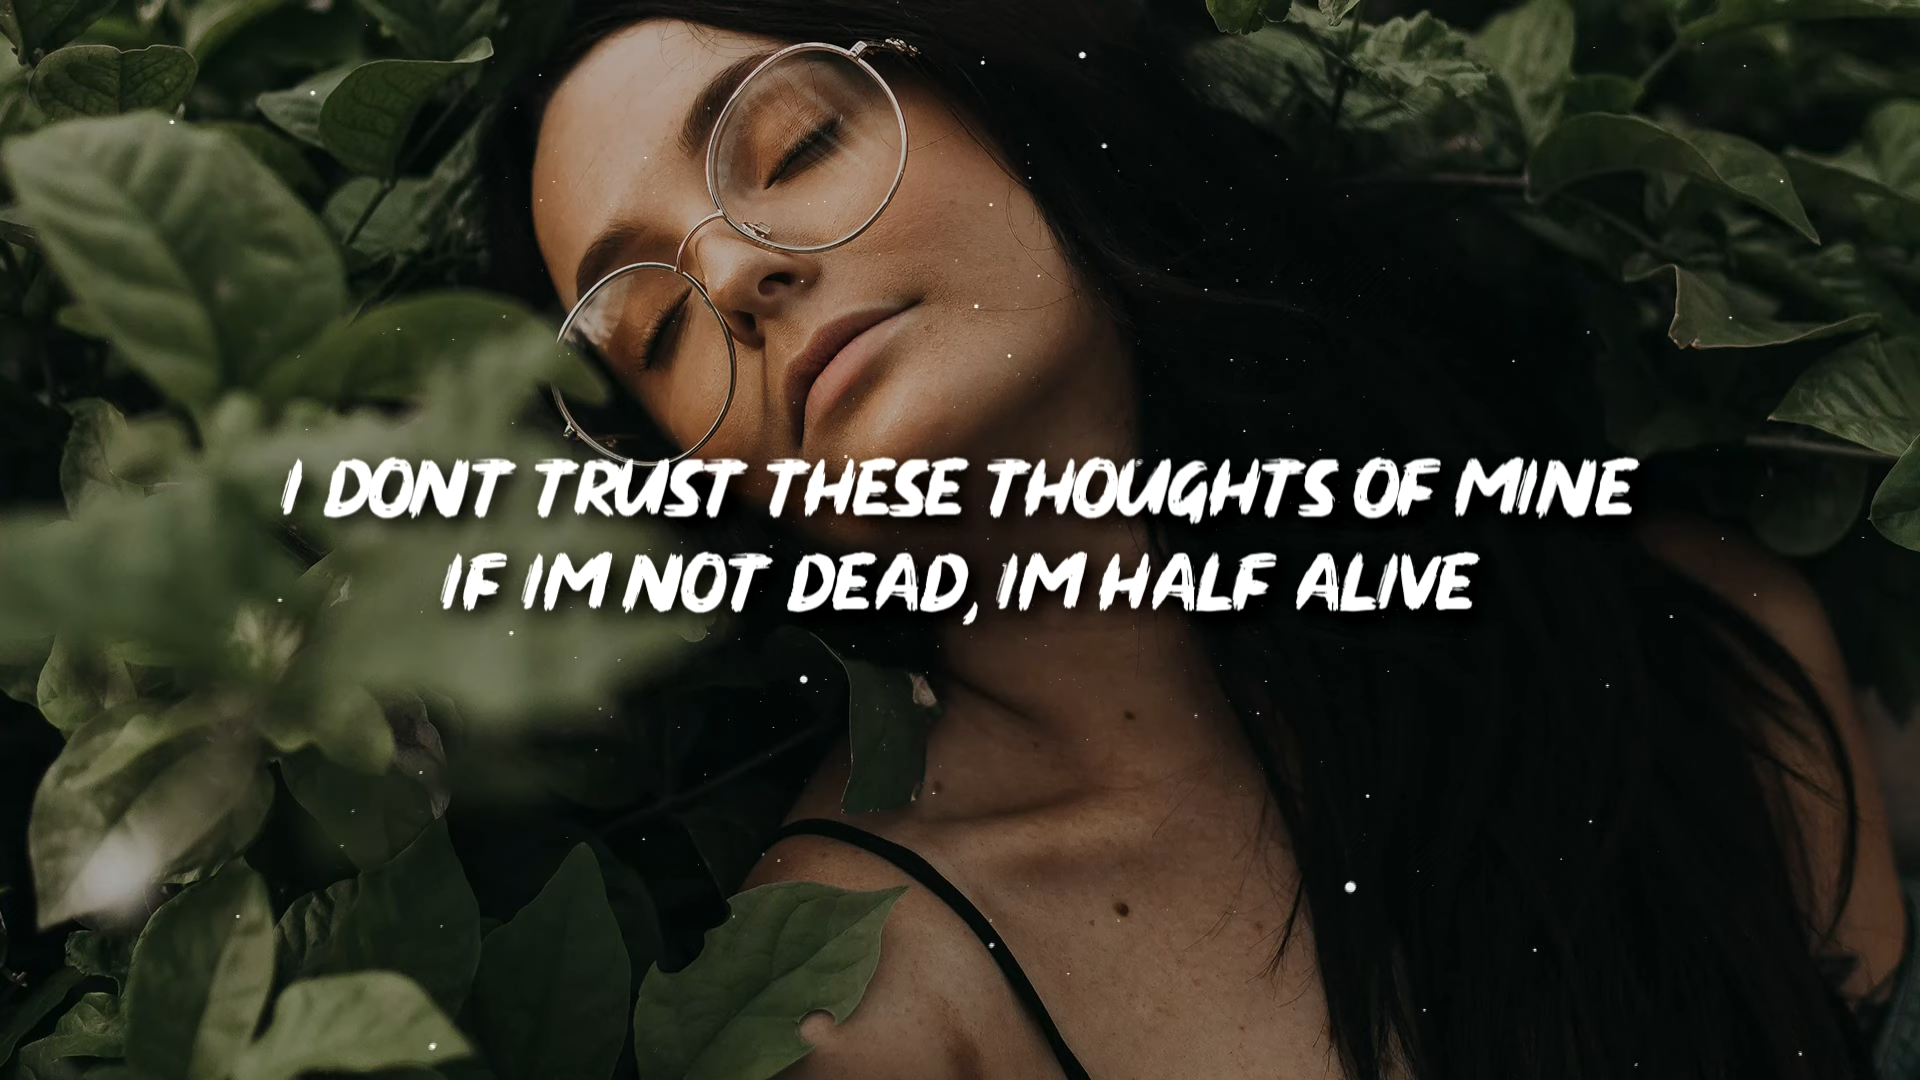 I DONT TRUST THESE THOUGHTS OF MINE
IF IM NOT DEAD, IM HALF ALIVE